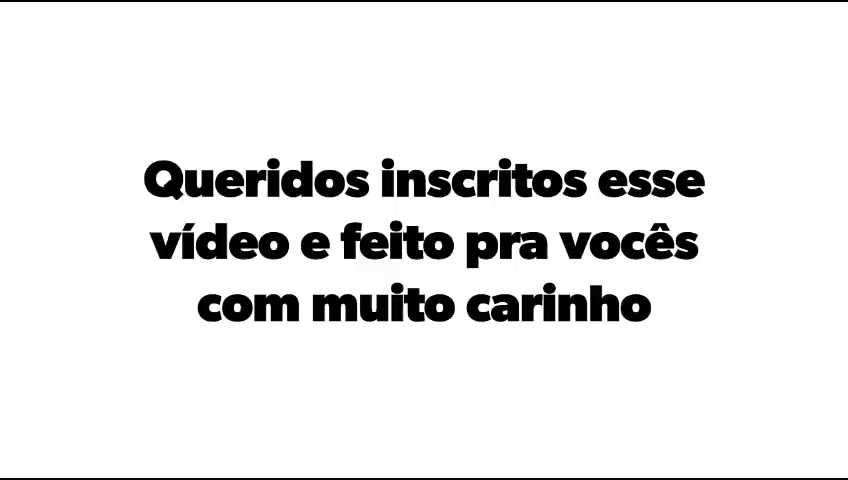 Queridos inscritos esse
vídeo e feito pra vocês
com muito carinho